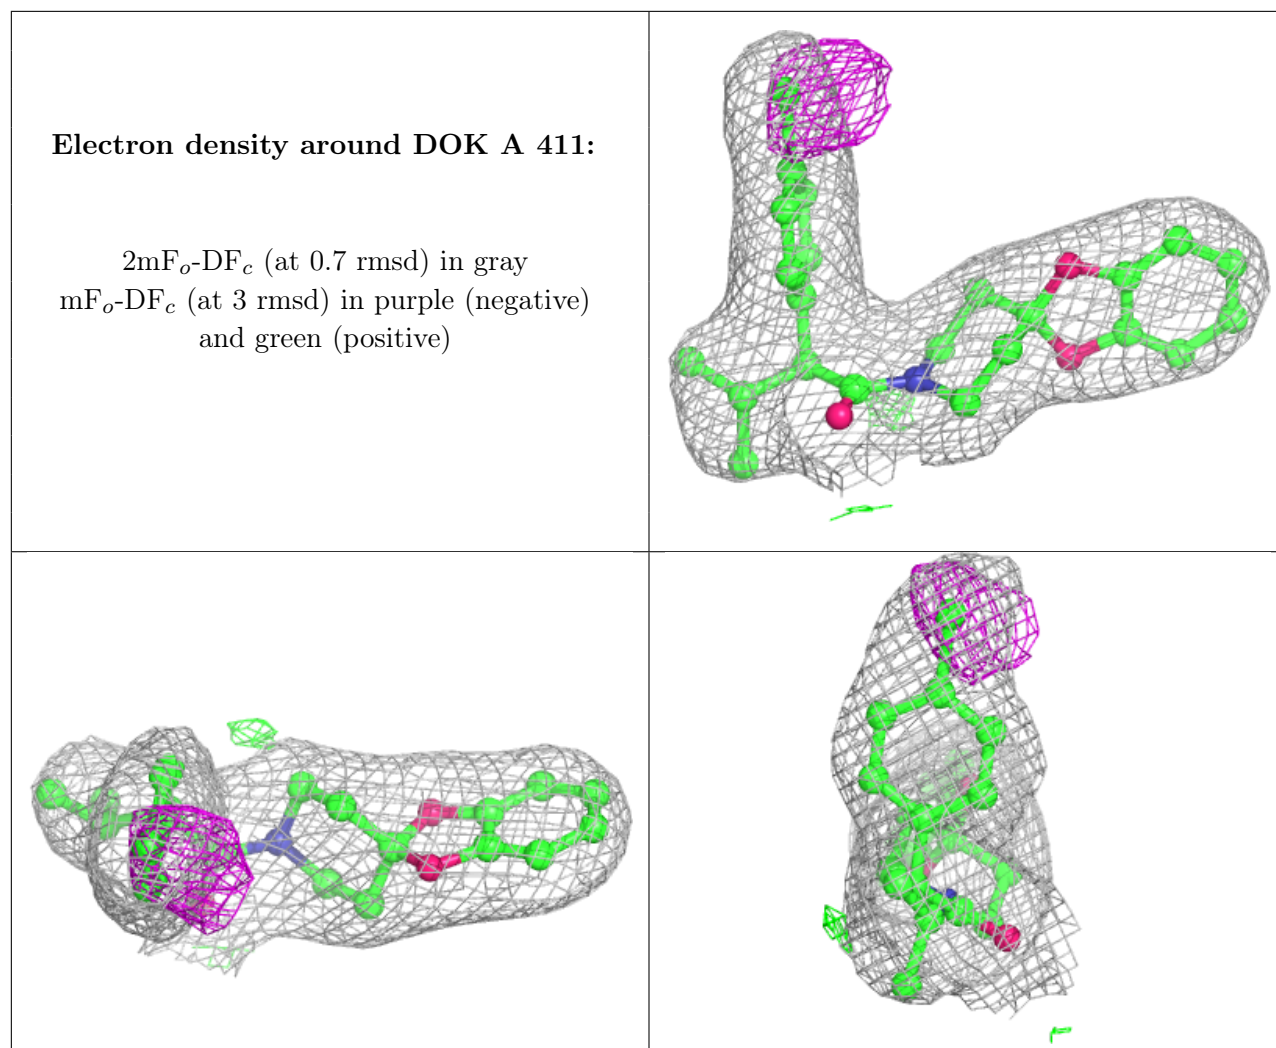 Electron density around DOK A 411:
2mFo-DFc (at 0.7 rmsd) in gray
mFo-DFc (at 3 rmsd) in purple (negative)
and green (positive)